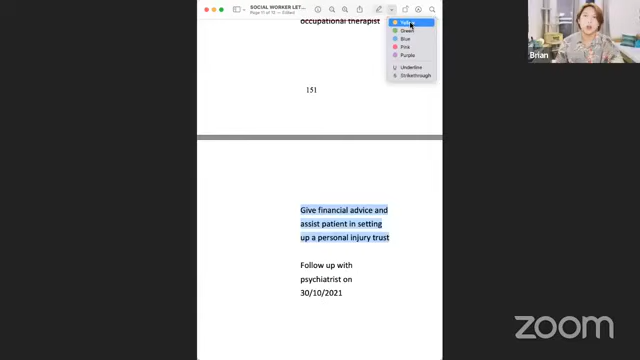 SOCIAL WORKER LET...
Page 11 of 12 – Edited
occupational therapist
Yellow
Green
Blue
Pink
Purple
Underline
Strikethrough
Brian
151
Give financial advice and
assist patient in setting
up a personal injury trust
Follow up with
psychiatrist on
30/10/2021
zoom